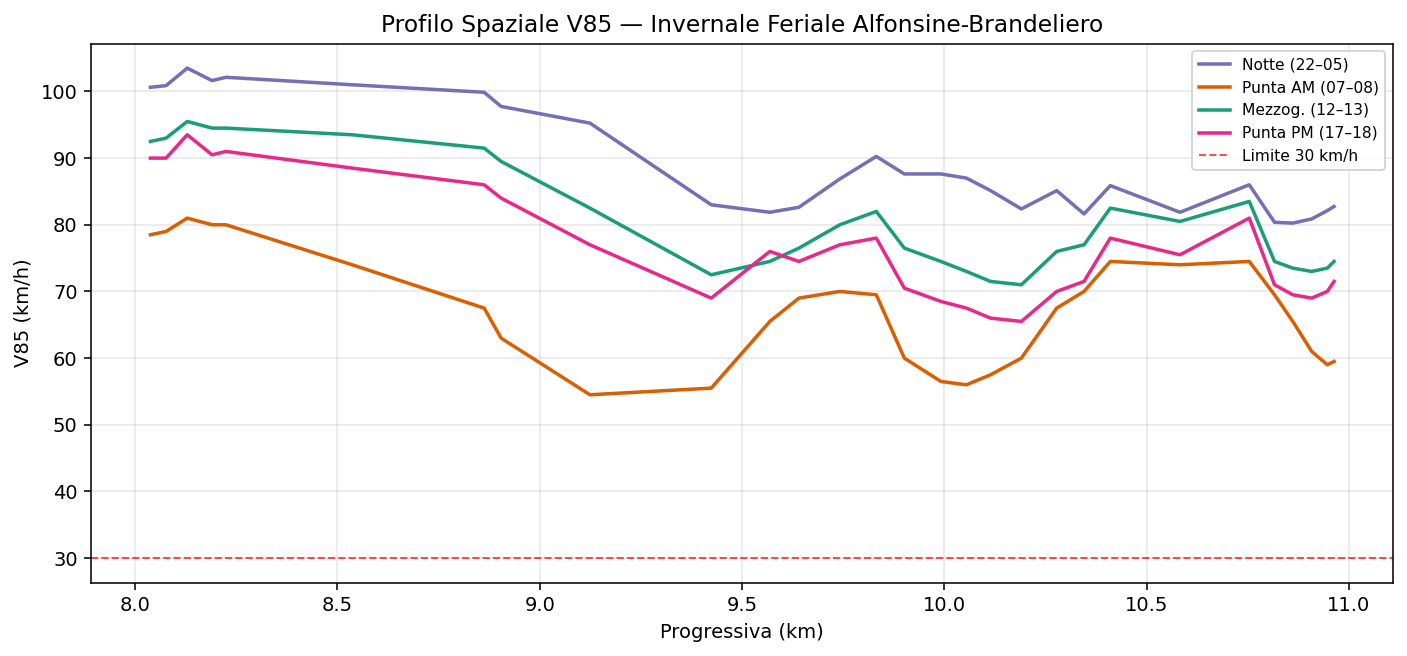 Profilo Spaziale V85 — Invernale Feriale Alfonsine-Brandeliero
V85 (km/h)
100
90
80
70
60
50
40
30
Notte (22–05)
Punta AM (07–08)
Mezzog. (12–13)
Punta PM (17–18)
Limite 30 km/h
8.0 8.5 9.0 9.5 10.0 10.5 11.0
Progressiva (km)